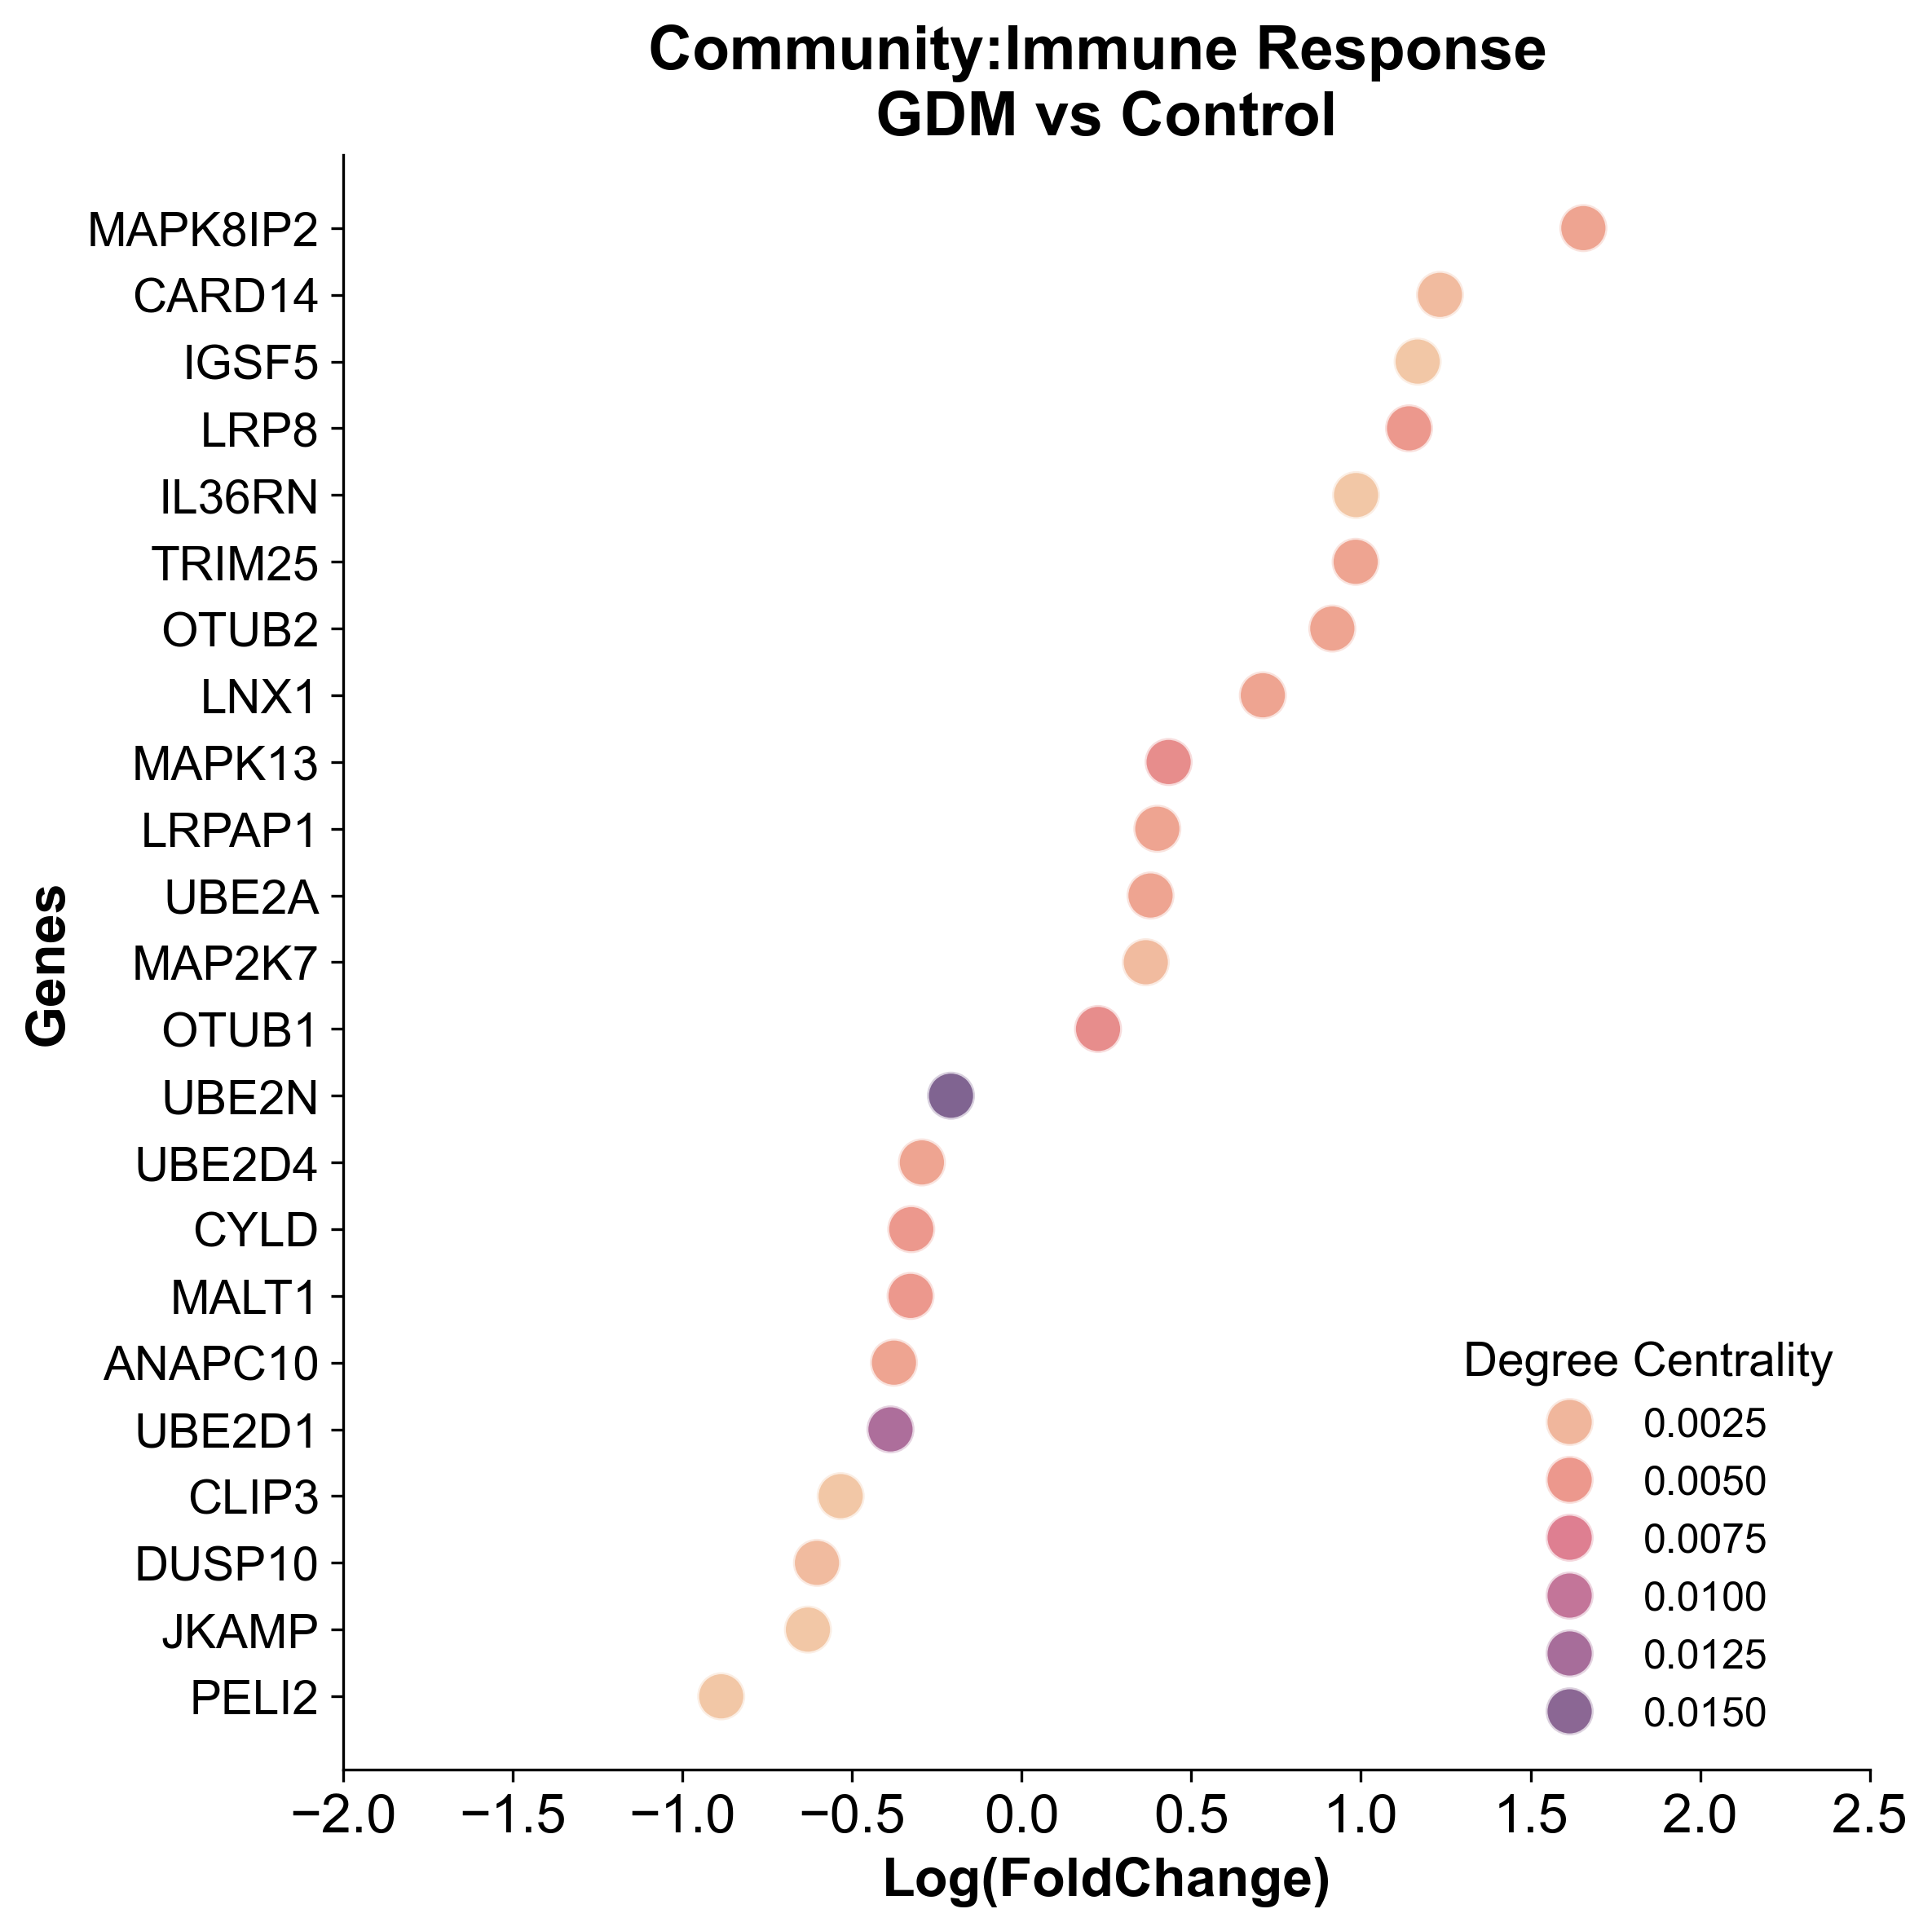 Community:Immune Response
GDM vs Control
MAPK8IP2
CARD14
IGSF5
LRP8
IL36RN
TRIM25
OTUB2
LNX1
MAPK13
LRPAP1
UBE2A
MAP2K7
OTUB1
UBE2N
UBE2D4
CYLD
MALT1
ANAPC10
UBE2D1
CLIP3
DUSP10
JKAMP
PELI2
Genes
Degree Centrality
0.0025
0.0050
0.0075
0.0100
0.0125
0.0150
−2.0 −1.5 −1.0 −0.5 0.0 0.5 1.0 1.5 2.0 2.5
Log(FoldChange)